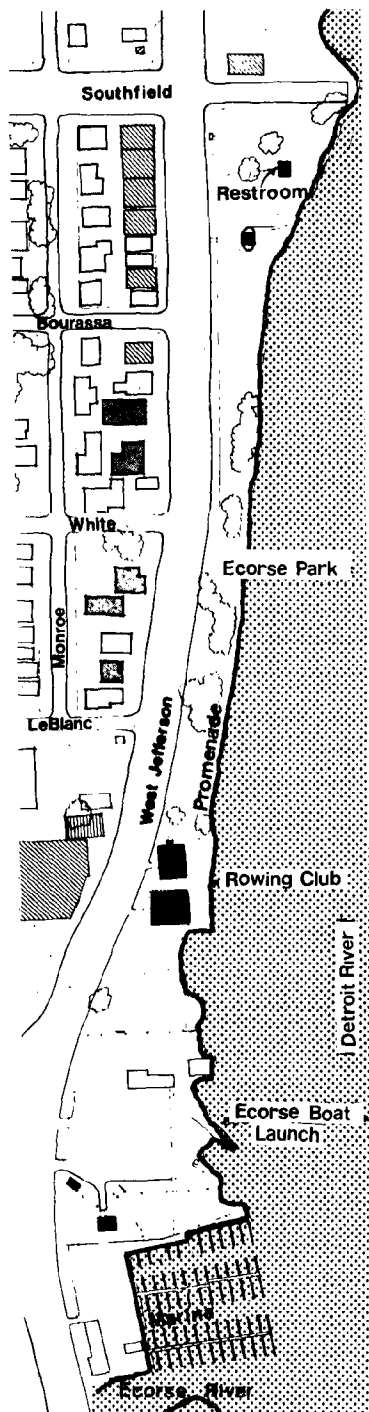 Southfield
Restroom
Bourassa
White
Ecorse Park
Monroe
LeBlanc
West Jefferson
Promenade
Rowing Club
Detroit River
Ecorse Boat
Launch
Marina
Ecorse River